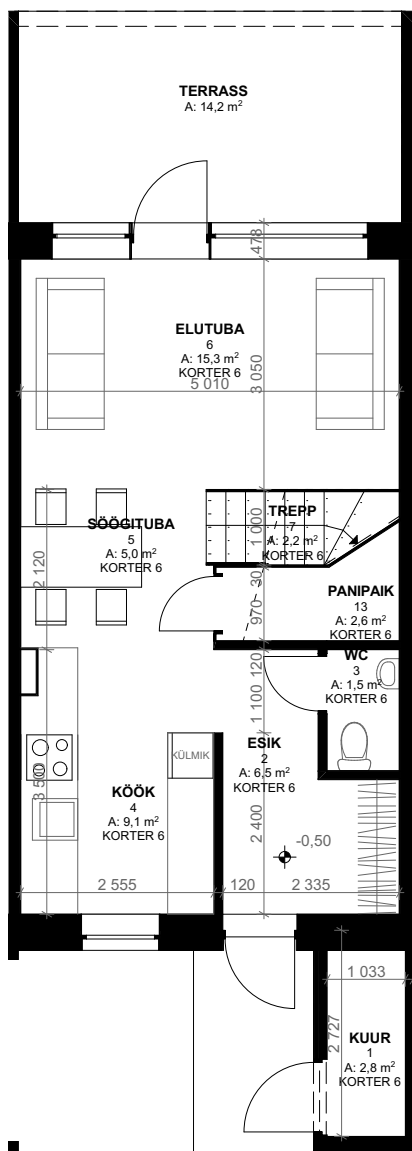 TERRASS
A: 14,2 m²
478
ELUTUBA
6
A: 15,3 m²
KORTER 6
5 010
3 050
TREPP
7
A: 2,2 m²
KORTER 6
1 000
SÖÖGITUBA
5
A: 5,0 m²
KORTER 6
2 120
30
PANIPAIK
13
A: 2,6 m²
KORTER 6
970
120
WC
3
A: 1,5 m²
KORTER 6
1 100
ESIK
2
A: 6,5 m²
KORTER 6
KÜLMIK
KÖÖK
4
A: 9,1 m²
KORTER 6
2 400
-0,50
2 555
120
2 335
1 033
2 727
KUUR
1
A: 2,8 m²
KORTER 6